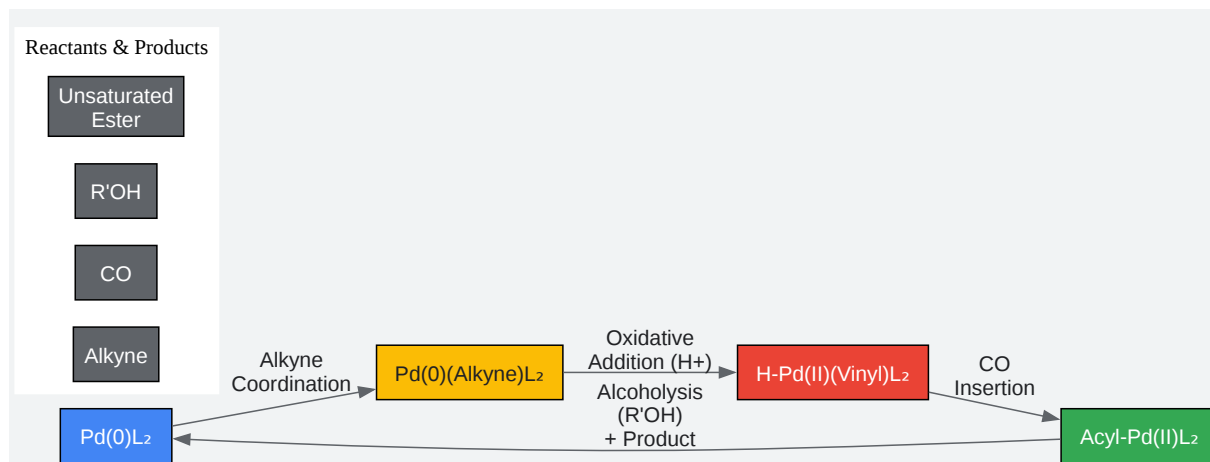 Reactants & Products
Unsaturated
Ester
R'OH
CO
Alkyne
Alkyne
Coordination
Oxidative
Addition (H+)
CO
Insertion
Pd(0)(Alkyne)L₂
H-Pd(II)(Vinyl)L₂
Alcoholysis
(R'OH)
+ Product
Pd(0)L₂
Acyl-Pd(II)L₂